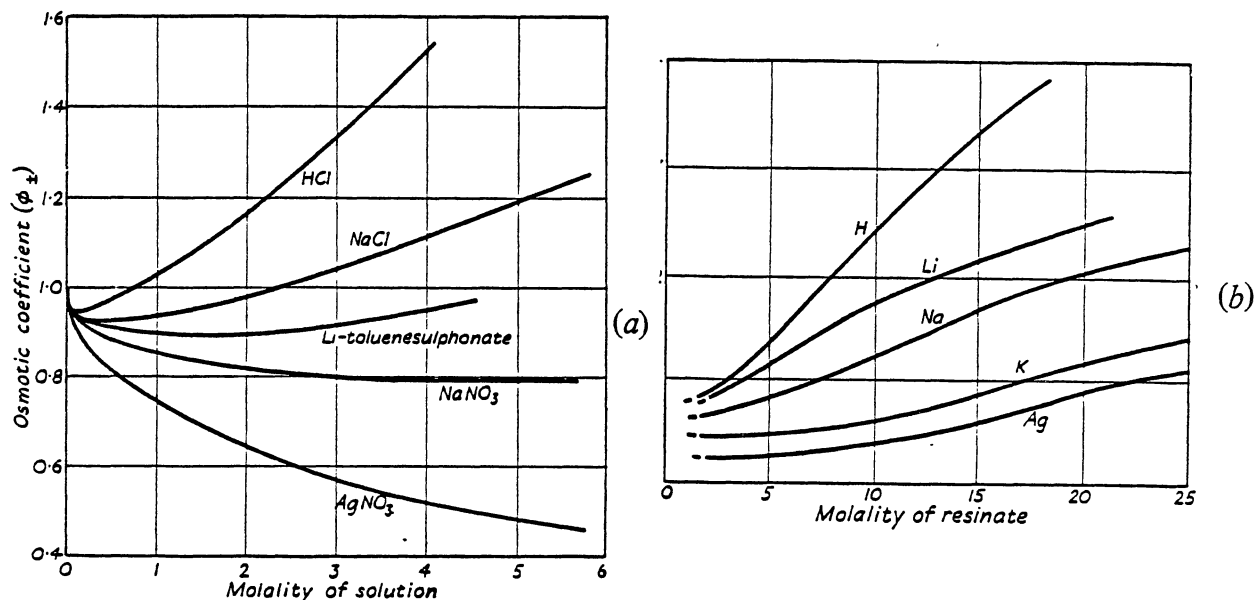 1·6
1·4
1·2
1·0
0·8
0·6
0·4
Osmotic coefficient (φ±)
HCl
NaCl
Li-toluenesulphonate
NaNO3
AgNO3
0 1 2 3 4 5 6
Molality of solution
(a)
H
Li
Na
K
Ag
0 5 10 15 20 25
Molality of resinate
(b)